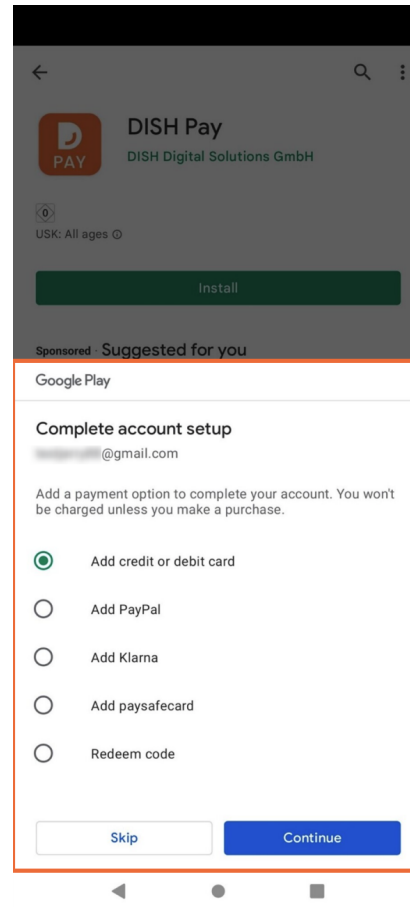 DISH Pay
D
PAY
DISH Digital Solutions GmbH
0
USK: All ages
Install
Sponsored · Suggested for you
Google Play
Complete account setup
@gmail.com
Add a payment option to complete your account. You won't
be charged unless you make a purchase.
Add credit or debit card
Add PayPal
Add Klarna
Add paysafecard
Redeem code
Skip
Continue